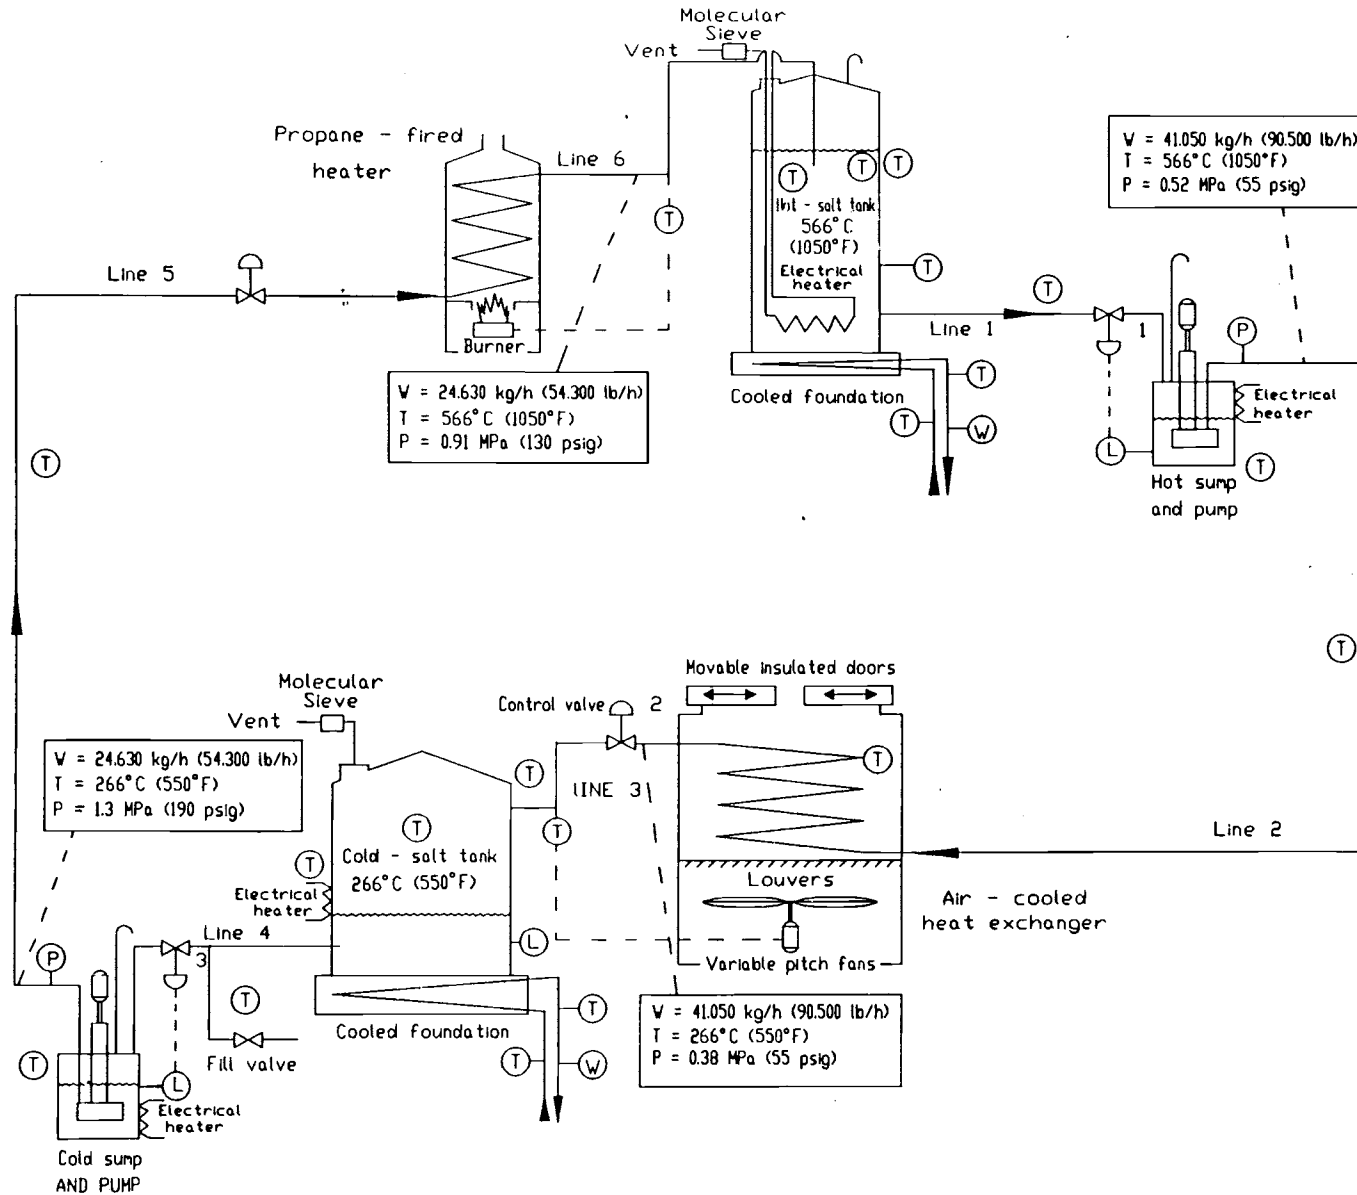 Molecular
Sieve
Vent
Propane - fired
heater
Line 6
T
W = 41.050 kg/h (90.500 lb/h)
T = 566°C (1050°F)
P = 0.52 MPa (55 psig)
T
T
T
Hot - salt tank
566°C
(1050°F)
Electrical
heater
T
Line 5
Burner
Line 1
T
1
P
Cooled foundation
T
T
W
Electrical
heater
L
T
Hot sump
and pump
W = 24.630 kg/h (54.300 lb/h)
T = 566°C (1050°F)
P = 0.91 MPa (130 psig)
T
T
Molecular
Sieve
Vent
Control valve
2
Movable insulated doors
W = 24.630 kg/h (54.300 lb/h)
T = 266°C (550°F)
P = 1.3 MPa (190 psig)
T
lINE 3
T
T
T
Cold - salt tank
266°C (550°F)
T
Electrical
heater
Line 2
Louvers
Air - cooled
heat exchanger
Variable pitch fans
Line 4
L
P
3
T
Fill valve
Cooled foundation
T
T
W
W = 41.050 kg/h (90.500 lb/h)
T = 266°C (550°F)
P = 0.38 MPa (55 psig)
T
L
Electrical
heater
Cold sump
AND PUMP